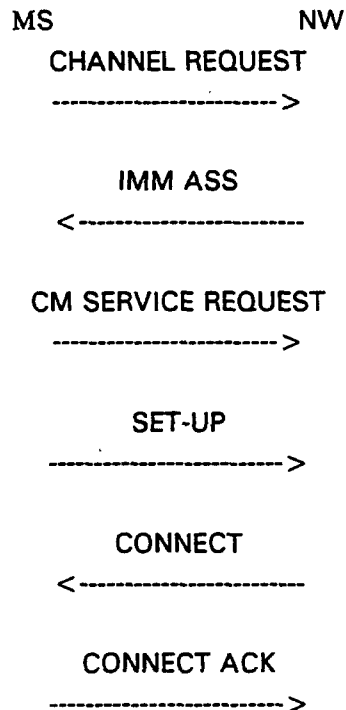 MS NW
CHANNEL REQUEST
------------------------->
IMM ASS
<-------------------------
CM SERVICE REQUEST
------------------------->
SET-UP
-------------------------->
CONNECT
<-------------------------
CONNECT ACK
-------------------------->